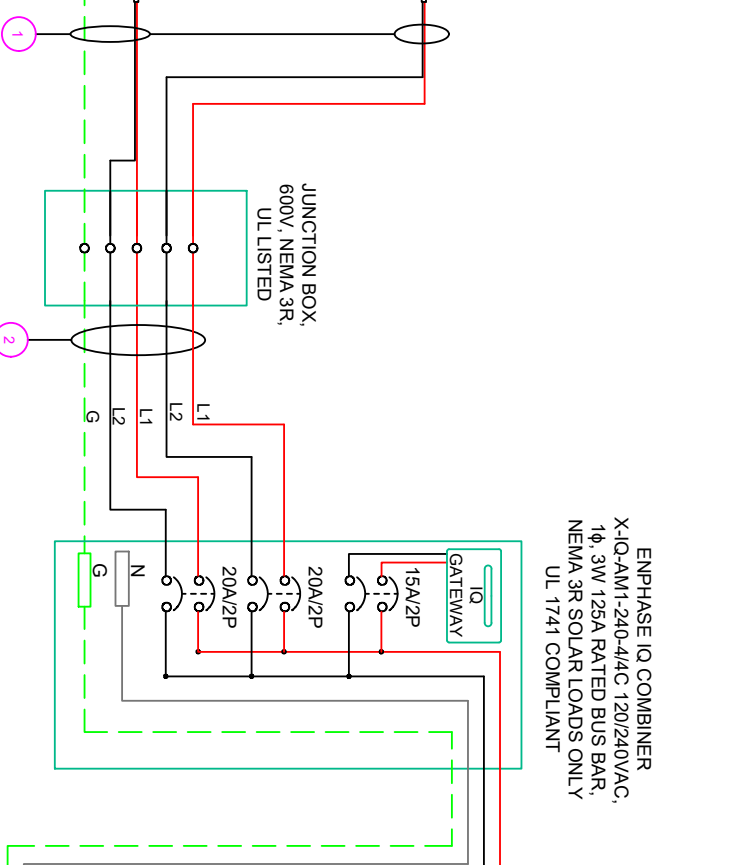 1
JUNCTION BOX,
600V, NEMA 3R,
UL LISTED
2
L1
L2
L1
L2
G
ENPHASE IQ COMBINER
X-IQ-AM1-240-4/4C 120/240VAC,
1ϕ, 3W 125A RATED BUS BAR,
NEMA 3R SOLAR LOADS ONLY
UL 1741 COMPLIANT
IQ
GATEWAY
15A/2P
20A/2P
20A/2P
N
G